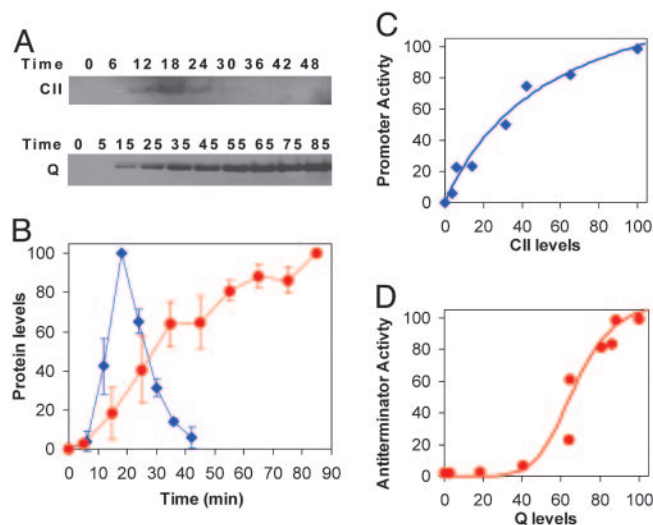 A
Time 0 6 12 18 24 30 36 42 48
CII
Time 0 5 15 25 35 45 55 65 75 85
Q
B
100
80
60
40
20
0
Protein levels
0 10 20 30 40 50 60 70 80 90
Time (min)
C
100
80
60
40
20
0
Promoter Activty
0 20 40 60 80 100
CII levels
D
100
80
60
40
20
0
Antiterminator Activty
0 20 40 60 80 100
Q levels